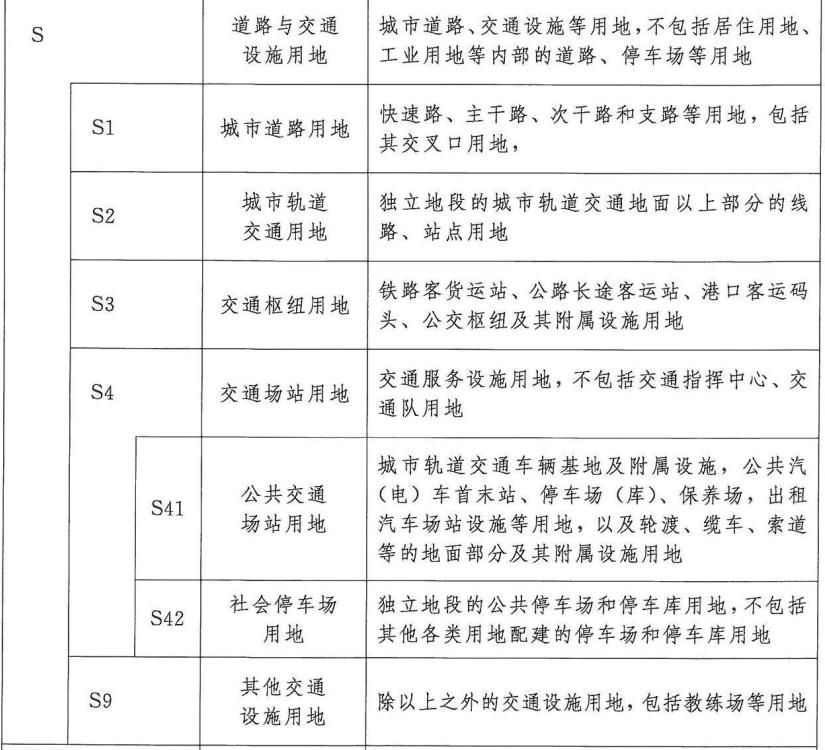 S
道路与交通
设施用地
城市道路、交通设施等用地,不包括居住用地、
工业用地等内部的道路、停车场等用地
S1
城市道路用地
快速路、主干路、次干路和支路等用地,包括
其交叉口用地,
S2
城市轨道
交通用地
独立地段的城市轨道交通地面以上部分的线
路、站点用地
S3
交通枢纽用地
铁路客货运站、公路长途客运站、港口客运码
头、公交枢纽及其附属设施用地
S4
交通场站用地
交通服务设施用地,不包括交通指挥中心、交
通队用地
S41
公共交通
场站用地
城市轨道交通车辆基地及附属设施,公共汽
(电)车首末站、停车场(库)、保养场,出租
汽车场站设施等用地,以及轮渡、缆车、索道
等的地面部分及其附属设施用地
S42
社会停车场
用地
独立地段的公共停车场和停车库用地,不包括
其他各类用地配建的停车场和停车库用地
S9
其他交通
设施用地
除以上之外的交通设施用地,包括教练场等用地